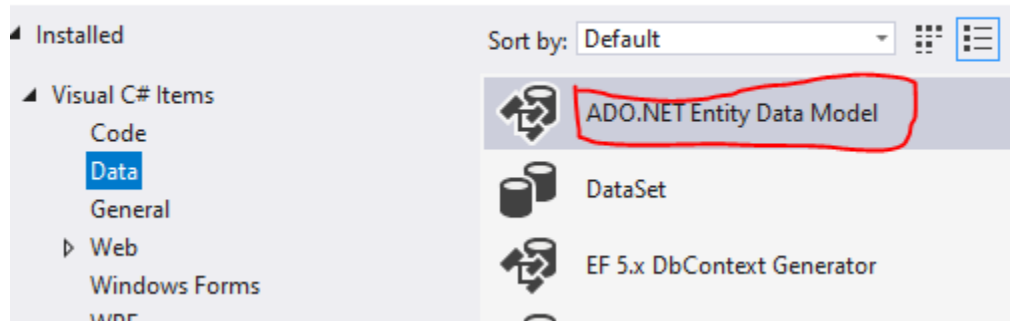 Installed
Sort by: Default
Visual C# Items
Code
Data
General
Web
Windows Forms
WPF
ADO.NET Entity Data Model
DataSet
EF 5.x DbContext Generator